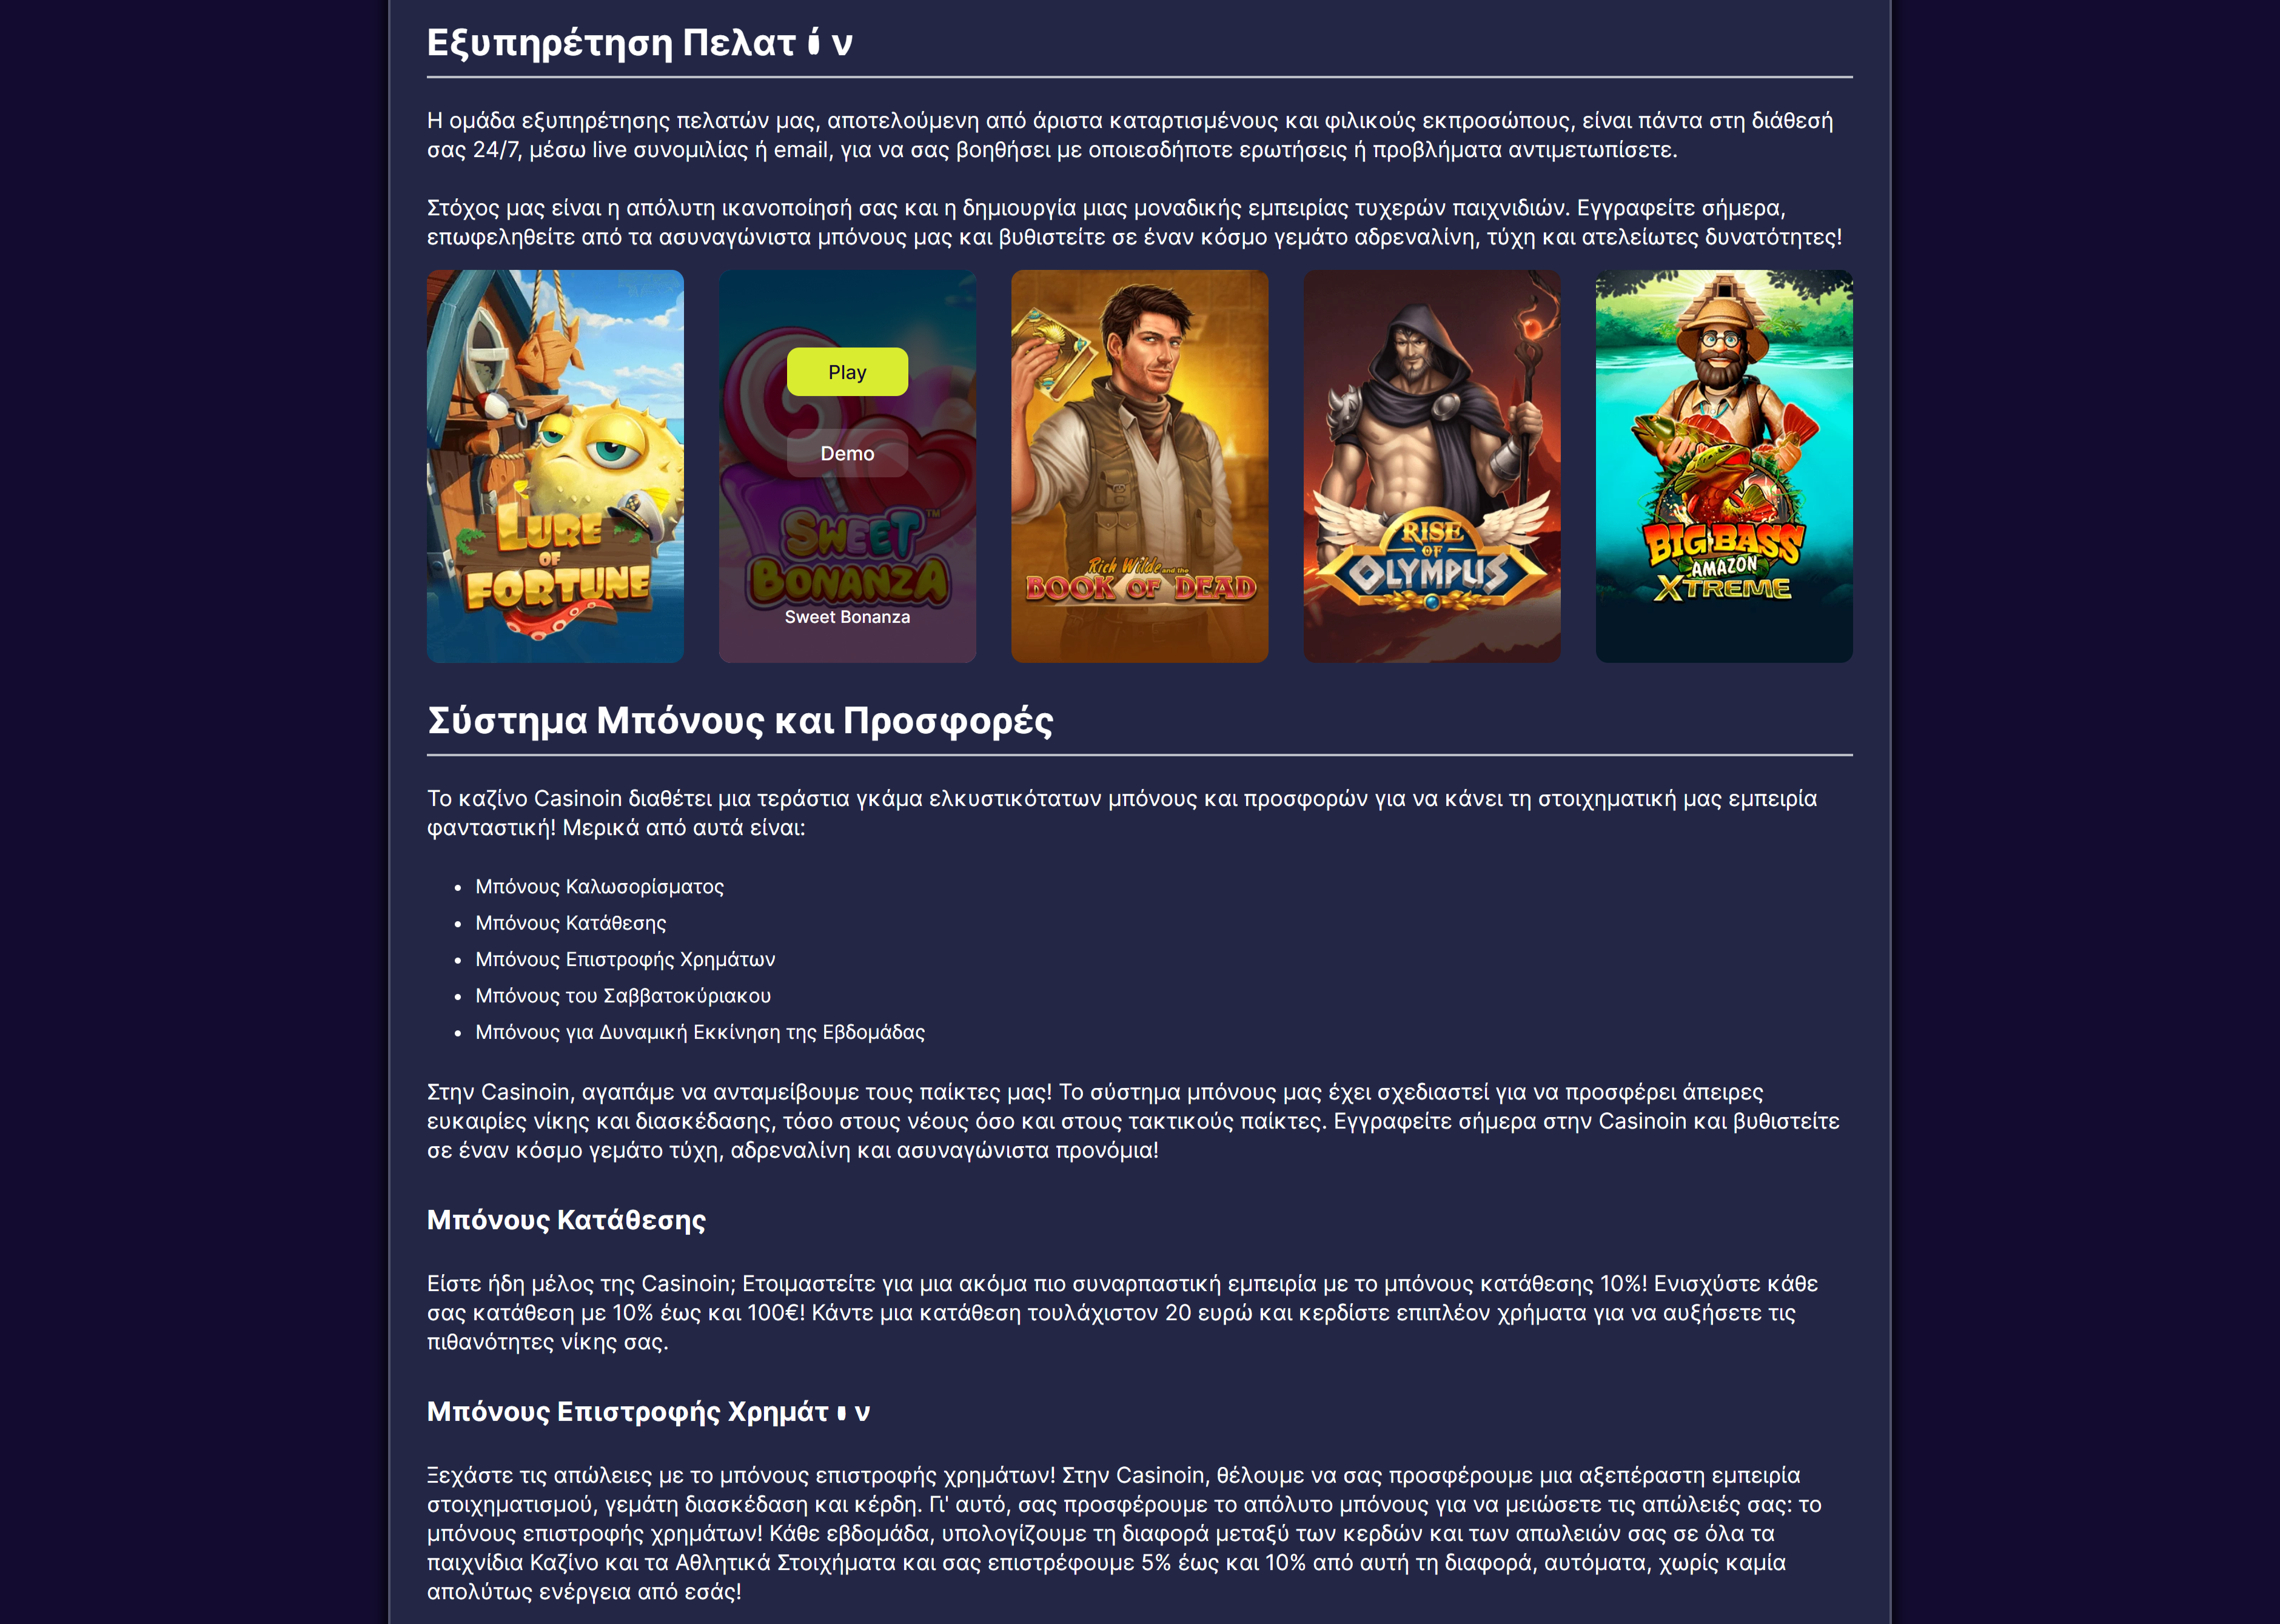 Εξυπηρέτηση Πελατών
Η ομάδα εξυπηρέτησης πελατών μας, αποτελούμενη από άριστα καταρτισμένους και φιλικούς εκπροσώπους, είναι πάντα στη διάθεσή
σας 24/7, μέσω live συνομιλίας ή email, για να σας βοηθήσει με οποιεσδήποτε ερωτήσεις ή προβλήματα αντιμετωπίσετε.
Στόχος μας είναι η απόλυτη ικανοποίησή σας και η δημιουργία μιας μοναδικής εμπειρίας τυχερών παιχνιδιών. Εγγραφείτε σήμερα,
επωφεληθείτε από τα ασυναγώνιστα μπόνους μας και βυθιστείτε σε έναν κόσμο γεμάτο αδρεναλίνη, τύχη και ατελείωτες δυνατότητες!
LURE
OF
FORTUNE
Play
Demo
SWEET™
BONANZA
Sweet Bonanza
Rich Wilde and the
BOOK OF DEAD
RISE
OF
OLYMPUS
BIG BASS
AMAZON
XTREME
Σύστημα Μπόνους και Προσφορές
Το καζίνο Casinoin διαθέτει μια τεράστια γκάμα ελκυστικότατων μπόνους και προσφορών για να κάνει τη στοιχηματική μας εμπειρία
φανταστική! Μερικά από αυτά είναι:
• Μπόνους Καλωσορίσματος
• Μπόνους Κατάθεσης
• Μπόνους Επιστροφής Χρημάτων
• Μπόνους του Σαββατοκύριακου
• Μπόνους για Δυναμική Εκκίνηση της Εβδομάδας
Στην Casinoin, αγαπάμε να ανταμείβουμε τους παίκτες μας! Το σύστημα μπόνους μας έχει σχεδιαστεί για να προσφέρει άπειρες
ευκαιρίες νίκης και διασκέδασης, τόσο στους νέους όσο και στους τακτικούς παίκτες. Εγγραφείτε σήμερα στην Casinoin και βυθιστείτε
σε έναν κόσμο γεμάτο τύχη, αδρεναλίνη και ασυναγώνιστα προνόμια!
Μπόνους Κατάθεσης
Είστε ήδη μέλος της Casinoin; Ετοιμαστείτε για μια ακόμα πιο συναρπαστική εμπειρία με το μπόνους κατάθεσης 10%! Ενισχύστε κάθε
σας κατάθεση με 10% έως και 100€! Κάντε μια κατάθεση τουλάχιστον 20 ευρώ και κερδίστε επιπλέον χρήματα για να αυξήσετε τις
πιθανότητες νίκης σας.
Μπόνους Επιστροφής Χρημάτων
Ξεχάστε τις απώλειες με το μπόνους επιστροφής χρημάτων! Στην Casinoin, θέλουμε να σας προσφέρουμε μια αξεπέραστη εμπειρία
στοιχηματισμού, γεμάτη διασκέδαση και κέρδη. Γι' αυτό, σας προσφέρουμε το απόλυτο μπόνους για να μειώσετε τις απώλειές σας: το
μπόνους επιστροφής χρημάτων! Κάθε εβδομάδα, υπολογίζουμε τη διαφορά μεταξύ των κερδών και των απωλειών σας σε όλα τα
παιχνίδια Καζίνο και τα Αθλητικά Στοιχήματα και σας επιστρέφουμε 5% έως και 10% από αυτή τη διαφορά, αυτόματα, χωρίς καμία
απολύτως ενέργεια από εσάς!